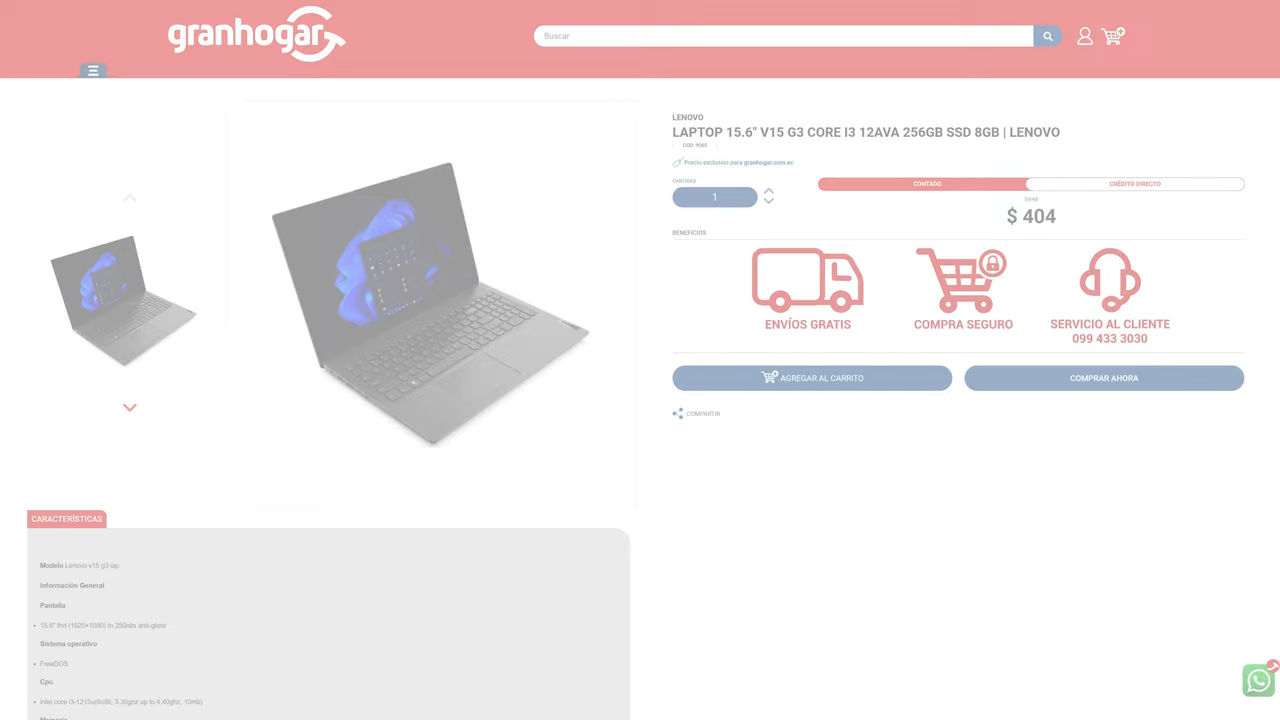 granhogar
Buscar
LENOVO
LAPTOP 15.6" V15 G3 CORE I3 12AVA 256GB SSD 8GB | LENOVO
COD. 9065
Precio exclusivo para granhogar.com.ec
CANTIDAD
1
CONTADO
CRÉDITO DIRECTO
$ 404
BENEFICIOS
ENVÍOS GRATIS
COMPRA SEGURO
SERVICIO AL CLIENTE
099 433 3030
AGREGAR AL CARRITO
COMPRAR AHORA
COMPARTIR
CARACTERÍSTICAS
Modelo Lenovo v15 g3 iap
Información General
Pantalla
15.6" fhd (1920×1080) tn 250nits anti-glare
Sistema operativo
FreeDOS
Cpu
intel core i3-1215u(6c/8t, 3.30ghz up to 4.40ghz, 10mb)
Memoria